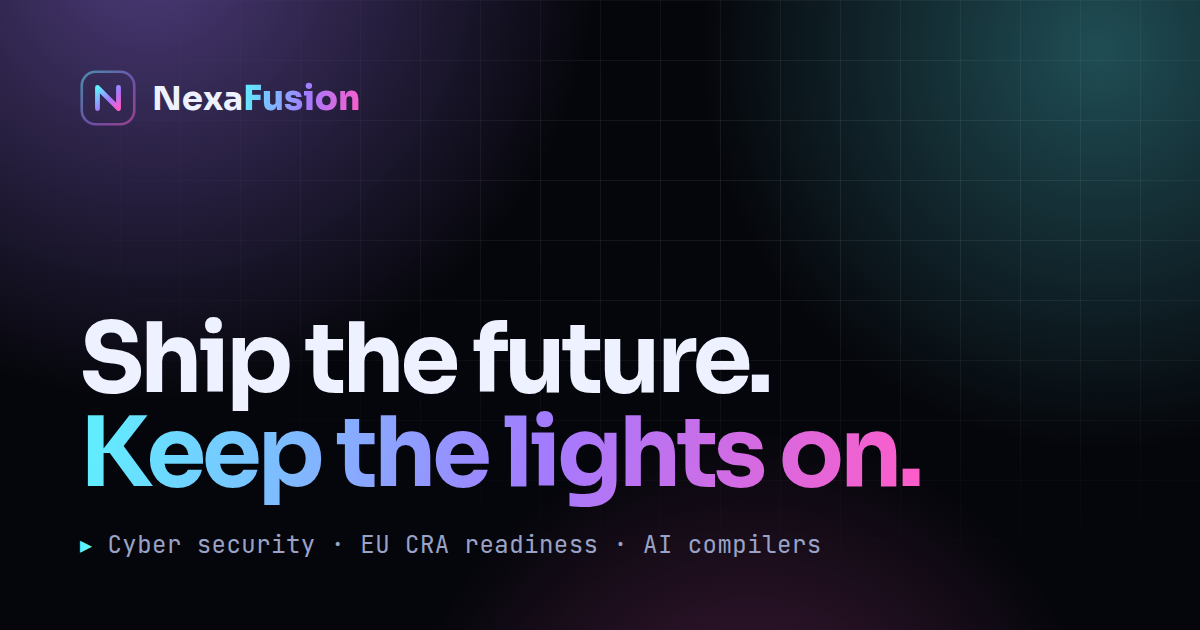 NexaFusion
Ship the future.
Keep the lights on.
▶ Cyber security · EU CRA readiness · AI compilers